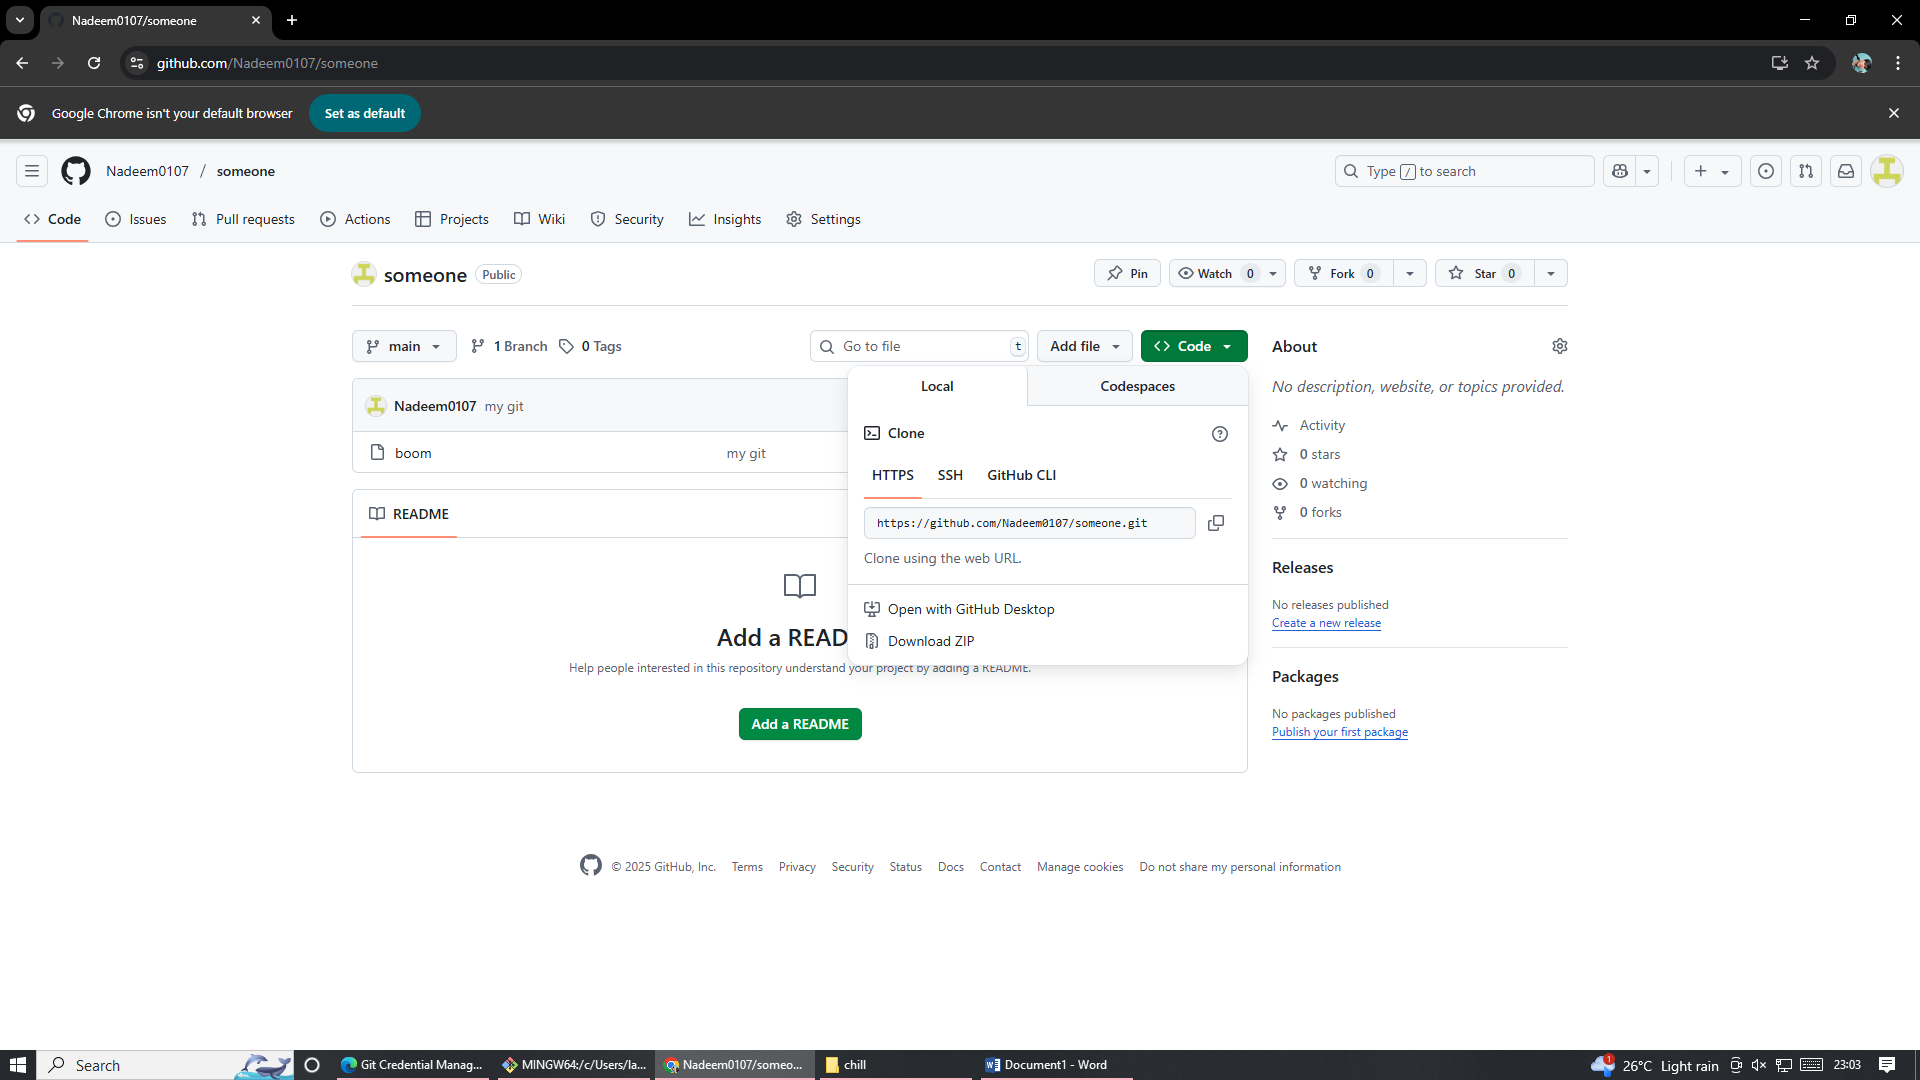 Nadeem0107/someone
github.com/Nadeem0107/someone
Google Chrome isn't your default browser Set as default
Nadeem0107 / someone
Type / to search
Code Issues Pull requests Actions Projects Wiki Security Insights Settings
someone Public
Pin Watch 0 Fork 0 Star 0
main 1 Branch 0 Tags
Go to file t Add file Code
Nadeem0107 my git
boom my git
README
Add a READ
Help people interested in this repository understand your project by adding a README.
Add a README
Local Codespaces
Clone
HTTPS SSH GitHub CLI
https://github.com/Nadeem0107/someone.git
Clone using the web URL.
Open with GitHub Desktop
Download ZIP
About
No description, website, or topics provided.
Activity
0 stars
0 watching
0 forks
Releases
No releases published
Create a new release
Packages
No packages published
Publish your first package
© 2025 GitHub, Inc. Terms Privacy Security Status Docs Contact Manage cookies Do not share my personal information
Search Git Credential Manag... MINGW64:/c/Users/la... Nadeem0107/someo... chill Document1 - Word 1 26°C Light rain 23:03